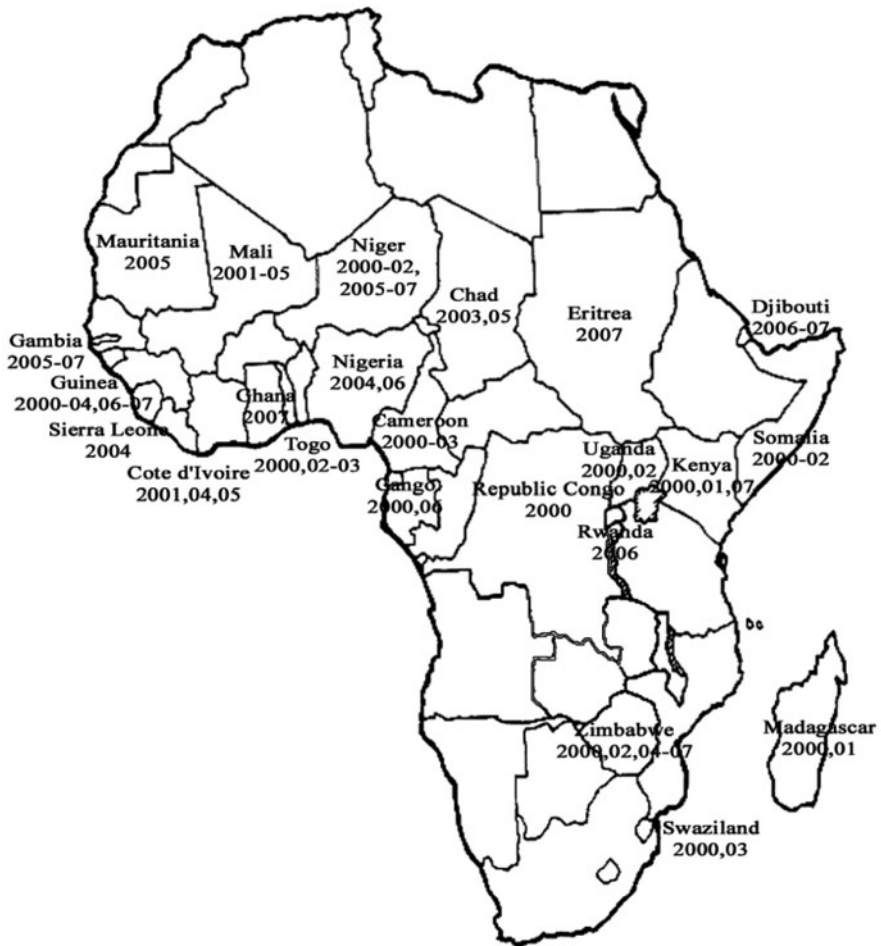 Mauritania
2005
Mali
2001-05
Niger
2000-02,
2005-07
Chad
2003,05
Eritrea
2007
Djibouti
2006-07
Gambia
2005-07
Guinea
2000-04,06-07
Sierra Leone
2004
Cote d'Ivoire
2001,04,05
Ghana
2007
Togo
2000,02-03
Nigeria
2004,06
Cameroon
2000-03
Gango
2000,06
Republic Congo
2000
Uganda
2000,02
Kenya
2000,01,07
Somalia
2000-02
Rwanda
2006
Zimbabwe
2000,02,04-07
Madagascar
2000,01
Swaziland
2000,03